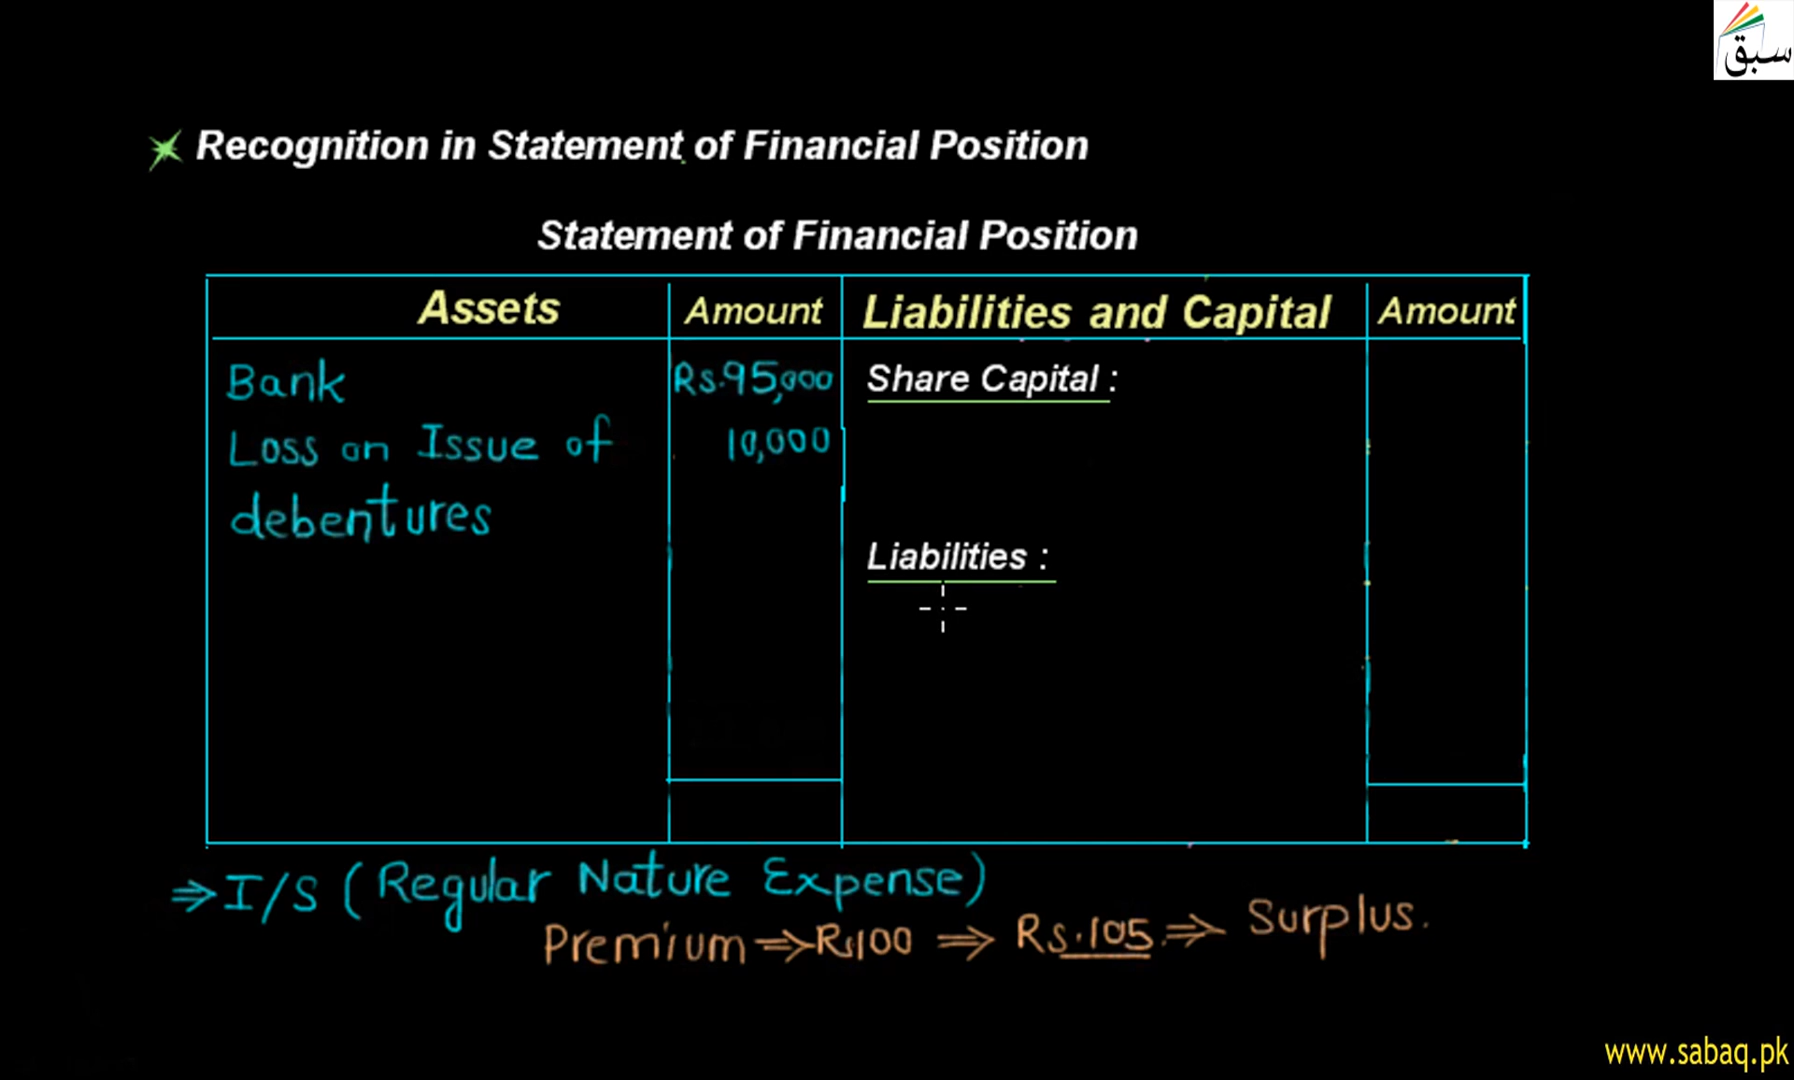 سبق
Recognition in Statement of Financial Position
Statement of Financial Position
Assets Amount Liabilities and Capital Amount
Bank Rs.95,000 Share Capital :
Loss on Issue of 10,000
debentures
Liabilities :
⇒ I/S (Regular Nature Expense)
Premium ⇒ Rs100 ⇒ Rs.105 ⇒ Surplus.
www.sabaq.pk